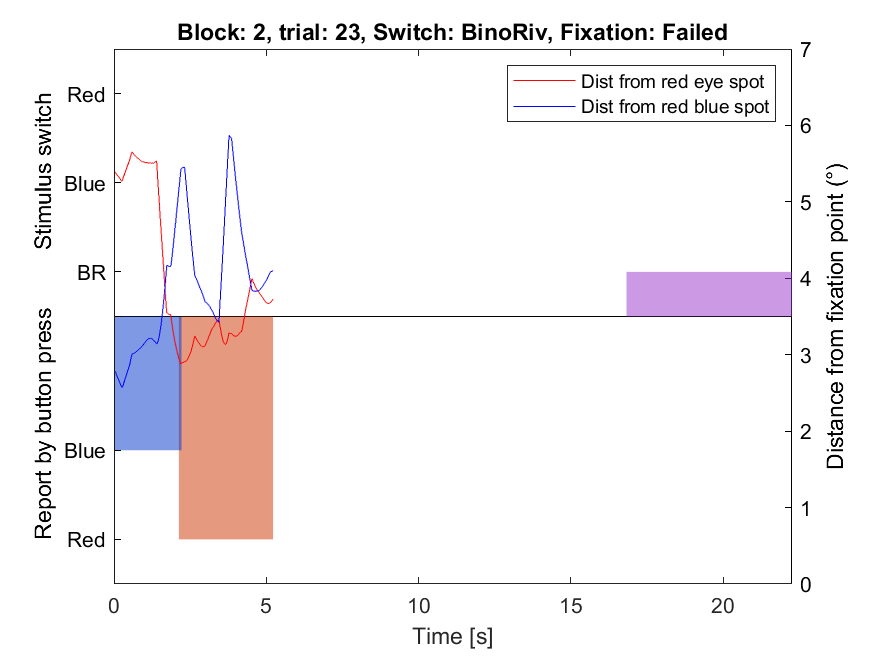 Block: 2, trial: 23, Switch: BinoRiv, Fixation: Failed
Dist from red eye spot
Dist from red blue spot
Stimulus switch
Report by button press
Red
Blue
BR
Blue
Red
7
6
5
4
3
2
1
0
Distance from fixation point (°)
0 5 10 15 20
Time [s]